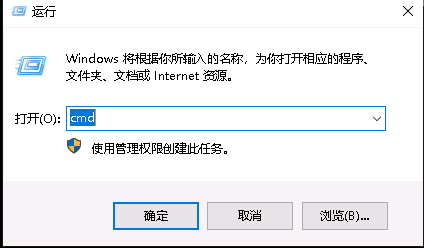 运行
Windows 将根据你所输入的名称，为你打开相应的程序、
文件夹、文档或 Internet 资源。
打开(O): cmd
使用管理权限创建此任务。
确定 取消 浏览(B)...